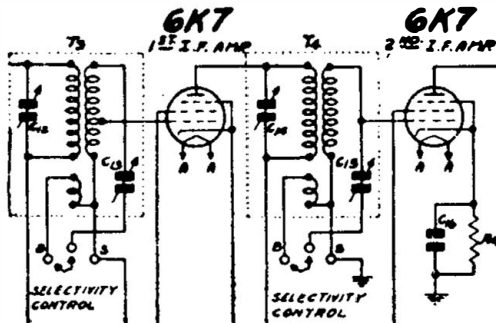 6K7
1ST I.F. AMP.
6K7
2ND I.F. AMP
T3
T4
C12
C13
C14
C15
A A
A A
C16
B
S
B
S
SELECTIVITY
CONTROL
SELECTIVITY
CONTROL